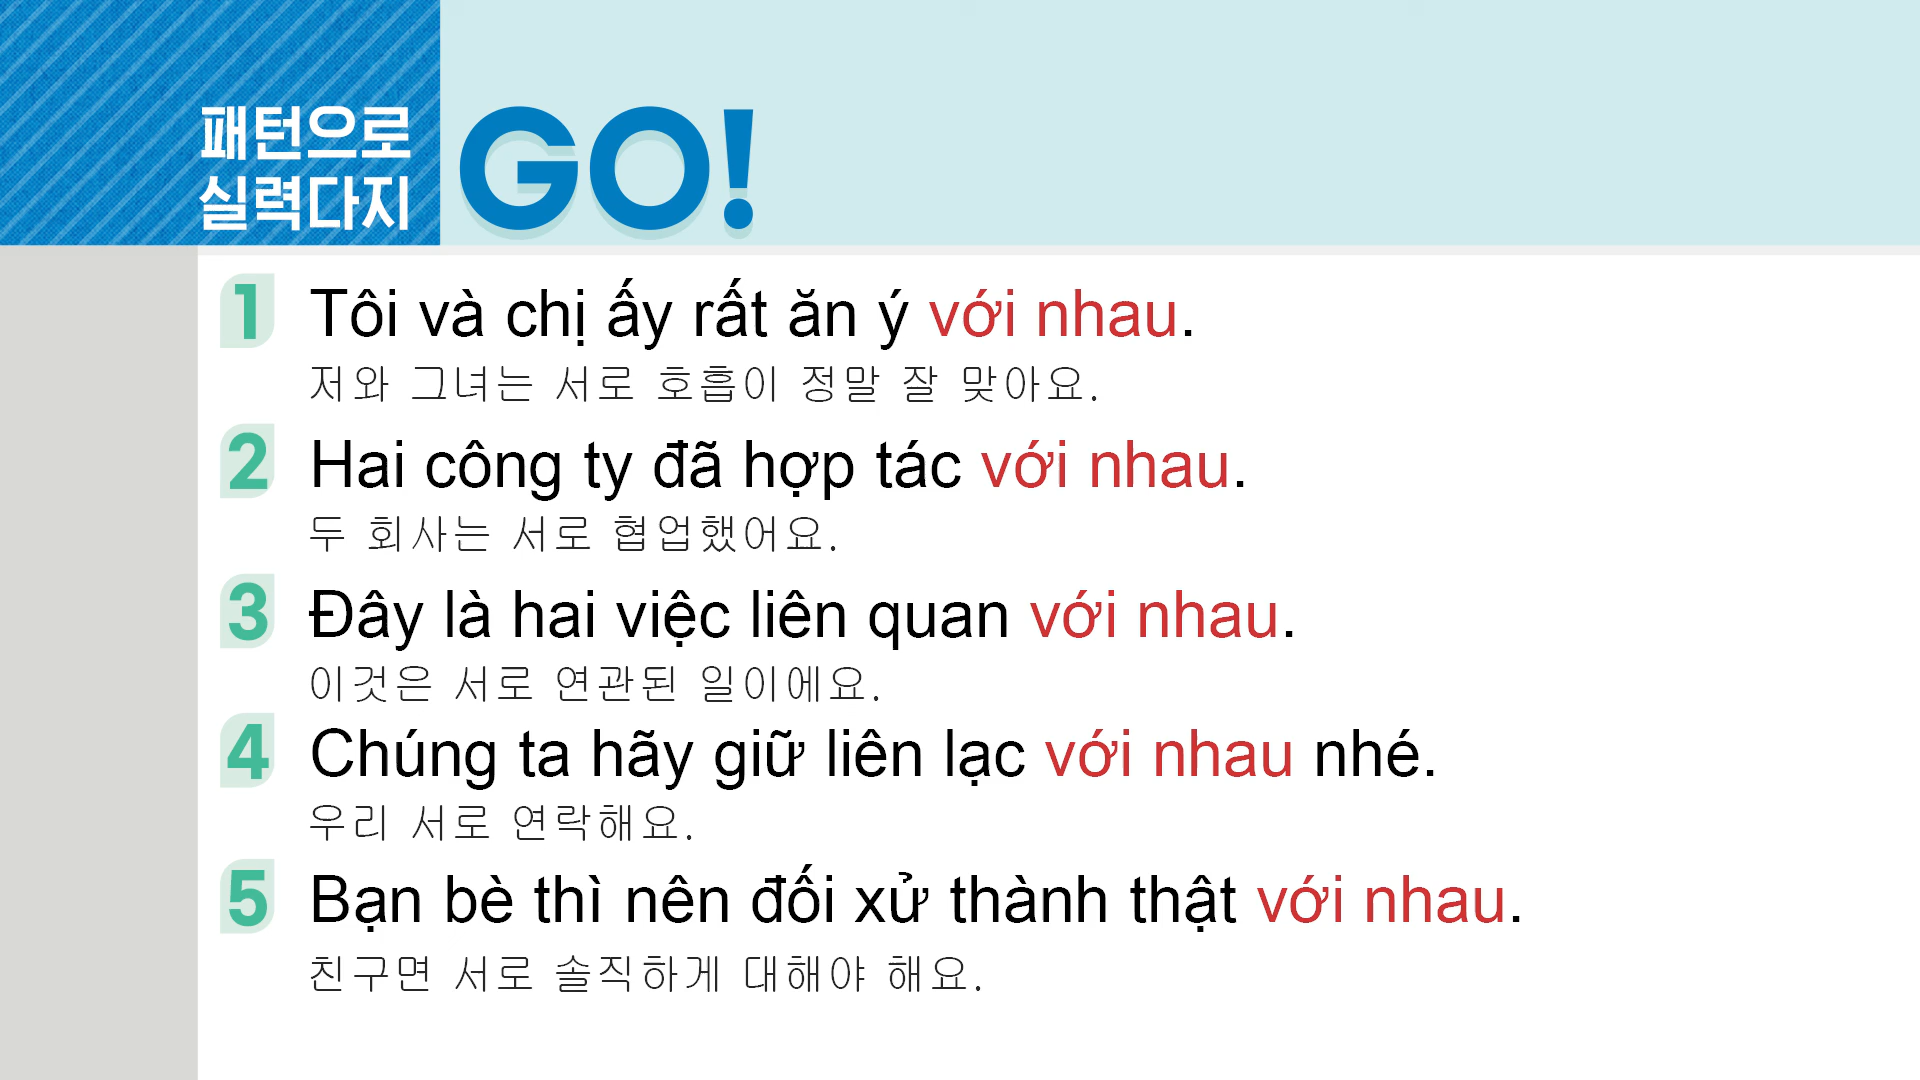 패턴으로
실력다지
GO!
1 Tôi và chị ấy rất ăn ý với nhau.
저와 그녀는 서로 호흡이 정말 잘 맞아요.
2 Hai công ty đã hợp tác với nhau.
두 회사는 서로 협업했어요.
3 Đây là hai việc liên quan với nhau.
이것은 서로 연관된 일이에요.
4 Chúng ta hãy giữ liên lạc với nhau nhé.
우리 서로 연락해요.
5 Bạn bè thì nên đối xử thành thật với nhau.
친구면 서로 솔직하게 대해야 해요.